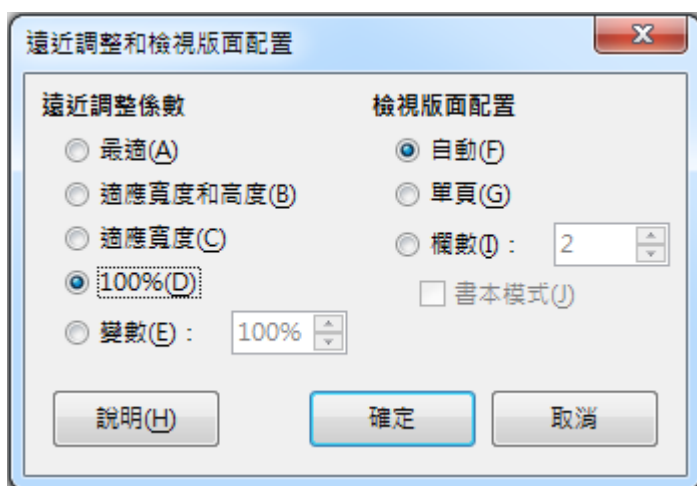 遠近調整和檢視版面配置
遠近調整係數
最適(A)
適應寬度和高度(B)
適應寬度(C)
100%(D)
變數(E)： 100%
檢視版面配置
自動(F)
單頁(G)
欄數(I)： 2
書本模式(J)
說明(H) 確定 取消